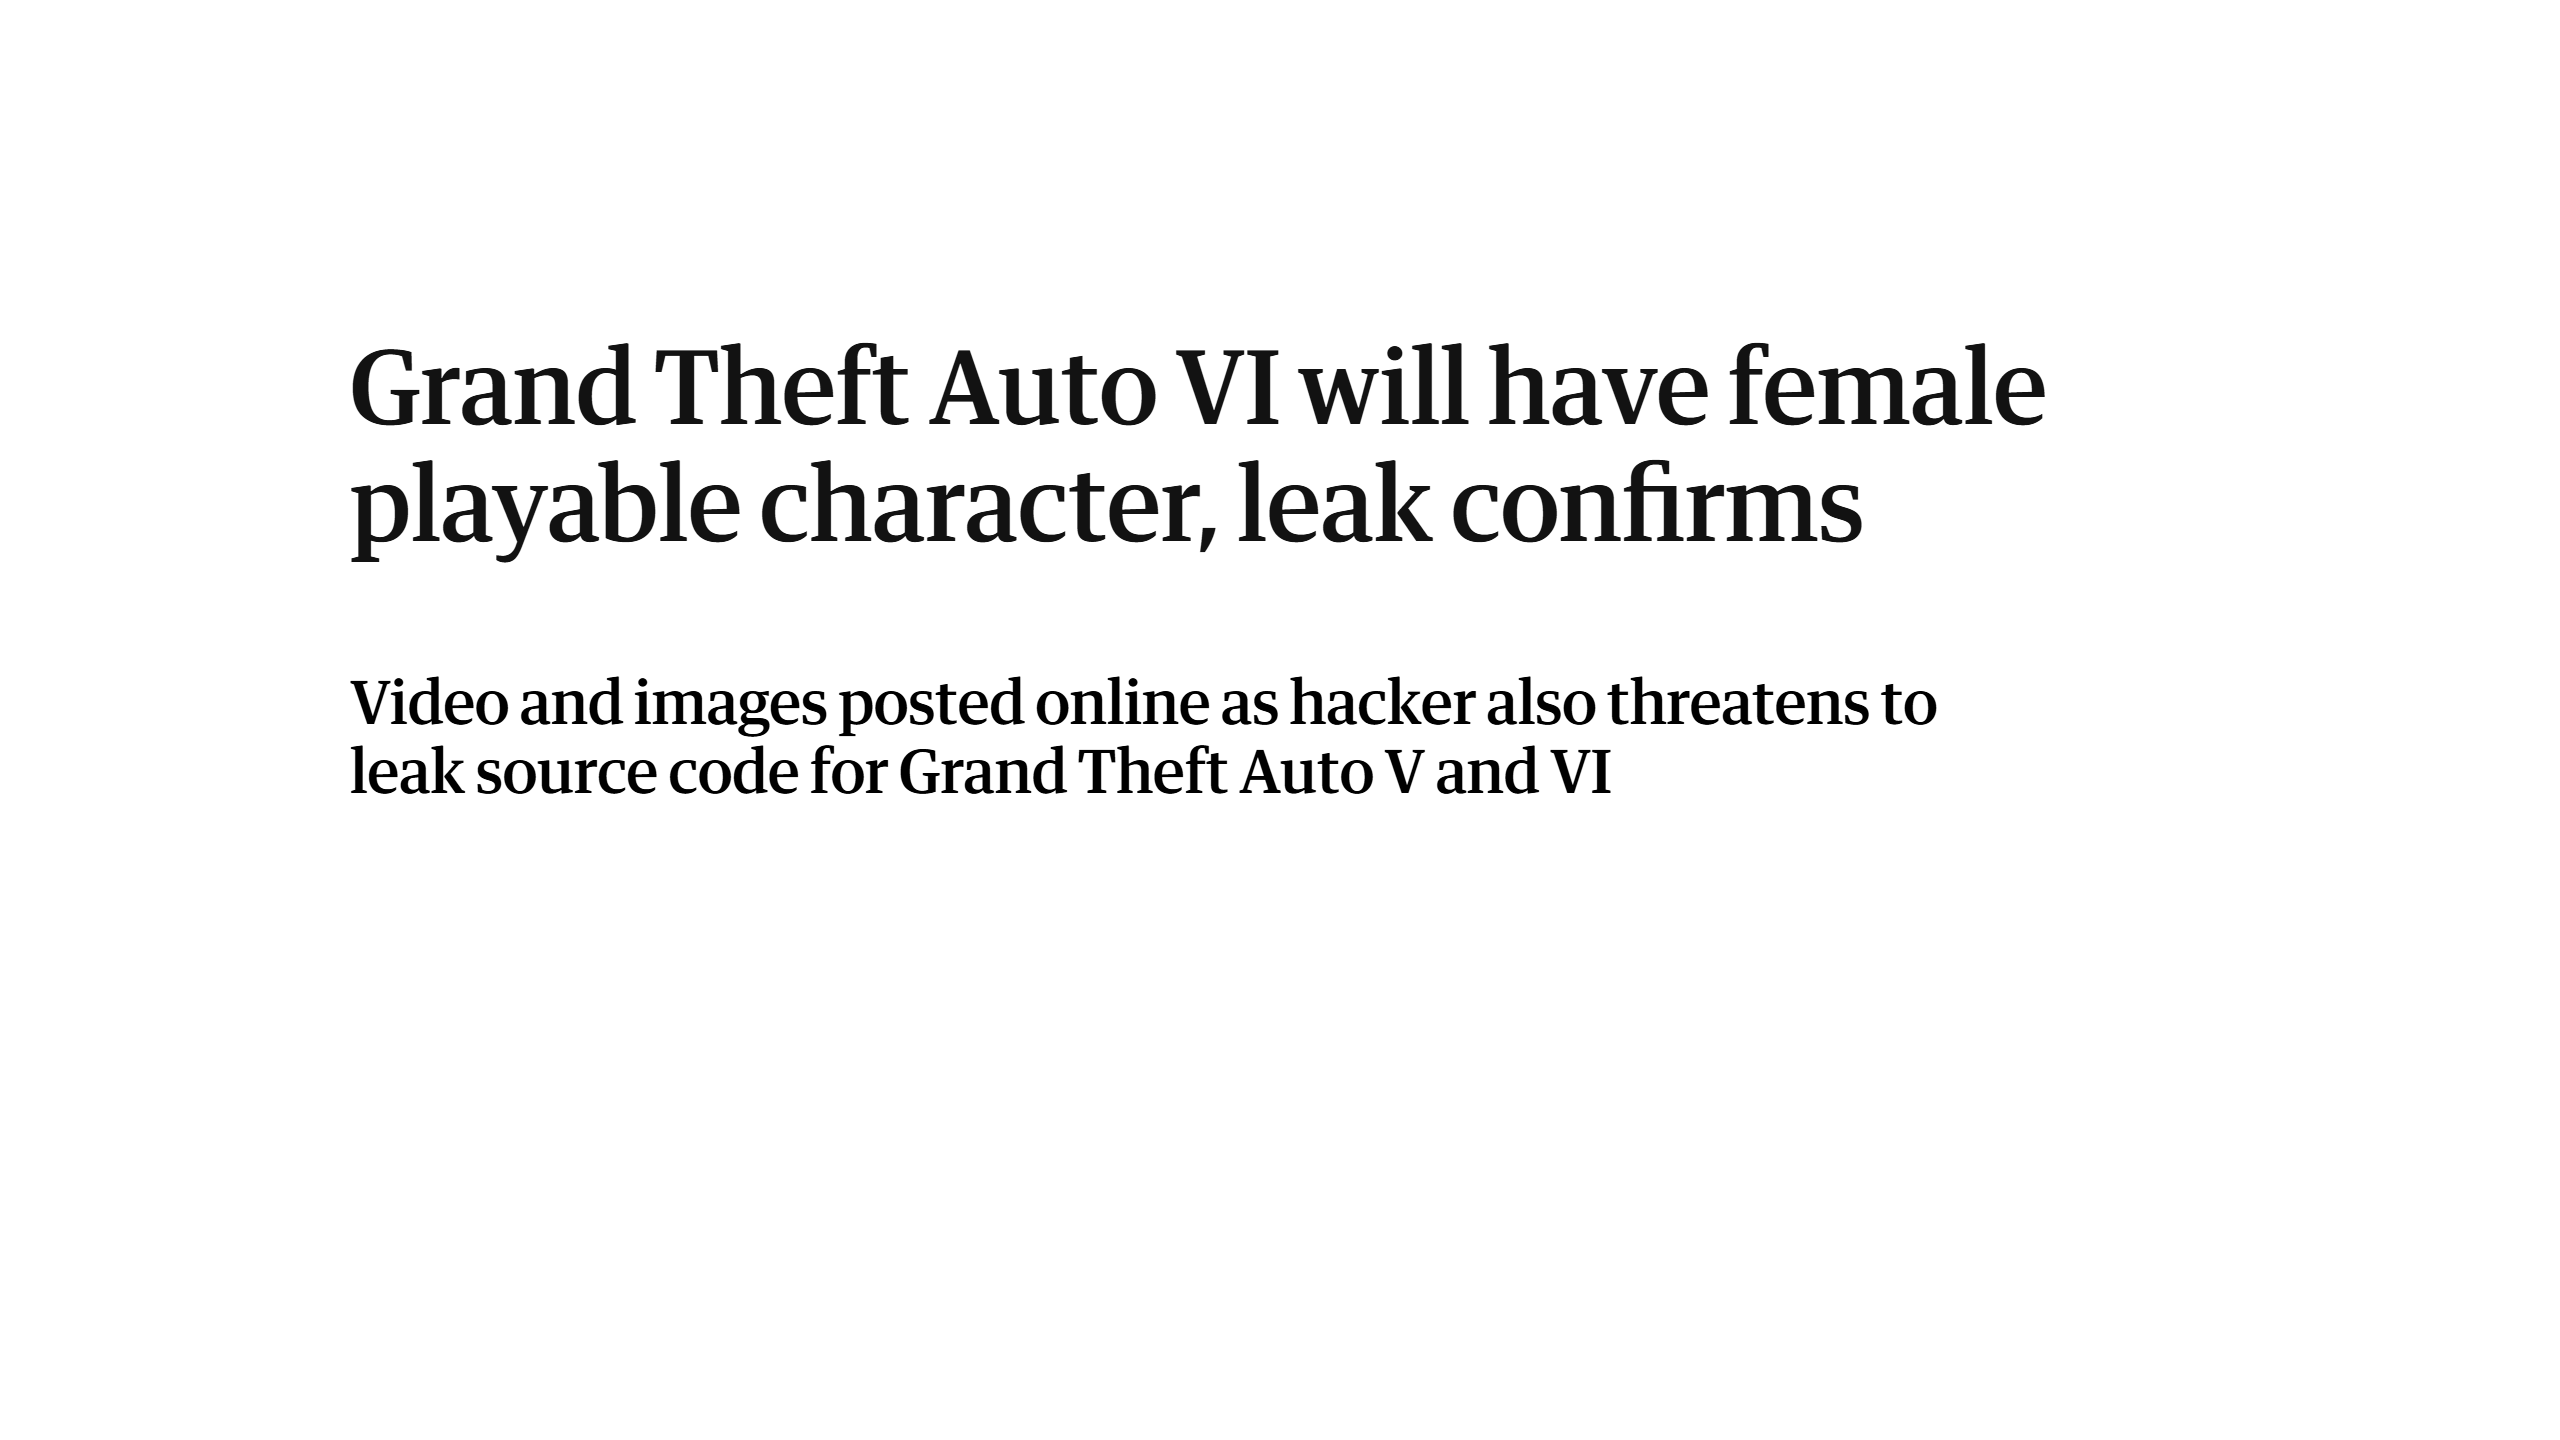 Grand Theft Auto VI will have female
playable character, leak confirms
Video and images posted online as hacker also threatens to
leak source code for Grand Theft Auto V and VI